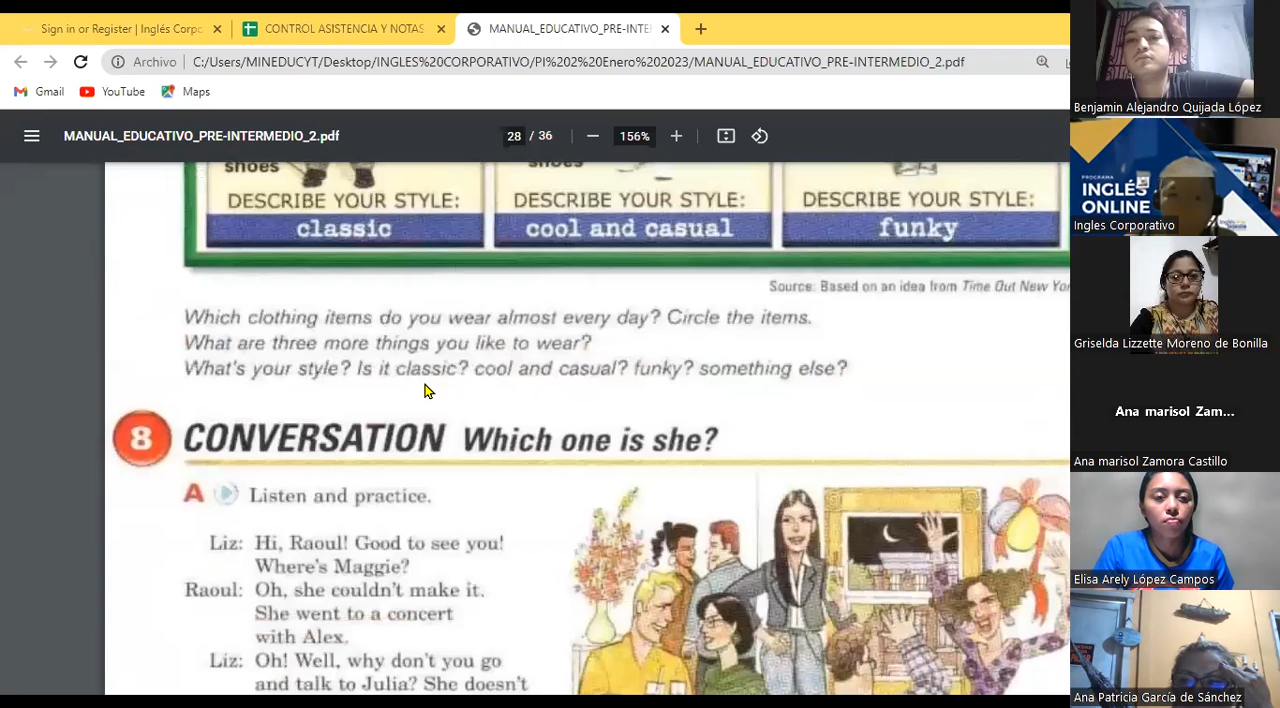 Sign in or Register | Inglés Corpo
CONTROL ASISTENCIA Y NOTAS
MANUAL_EDUCATIVO_PRE-INTER
Archivo
C:/Users/MINEDUCYT/Desktop/INGLES%20CORPORATIVO/PI%202%20Enero%202023/MANUAL_EDUCATIVO_PRE-INTERMEDIO_2.pdf
Gmail
YouTube
Maps
MANUAL_EDUCATIVO_PRE-INTERMEDIO_2.pdf
28 / 36
156%
shoes
shoes
DESCRIBE YOUR STYLE:
classic
DESCRIBE YOUR STYLE:
cool and casual
DESCRIBE YOUR STYLE:
funky
Source: Based on an idea from Time Out New Yor
Which clothing items do you wear almost every day? Circle the items.
What are three more things you like to wear?
What's your style? Is it classic? cool and casual? funky? something else?
8 CONVERSATION Which one is she?
A Listen and practice.
Liz: Hi, Raoul! Good to see you!
Where's Maggie?
Raoul: Oh, she couldn't make it.
She went to a concert
with Alex.
Liz: Oh! Well, why don't you go
and talk to Julia? She doesn't
Benjamin Alejandro Quijada López
PROGRAMA
INGLÉS
ONLINE
Ingles Corporativo
Griselda Lizzette Moreno de Bonilla
Ana marisol Zam...
Ana marisol Zamora Castillo
Elisa Arely López Campos
Ana Patricia García de Sánchez